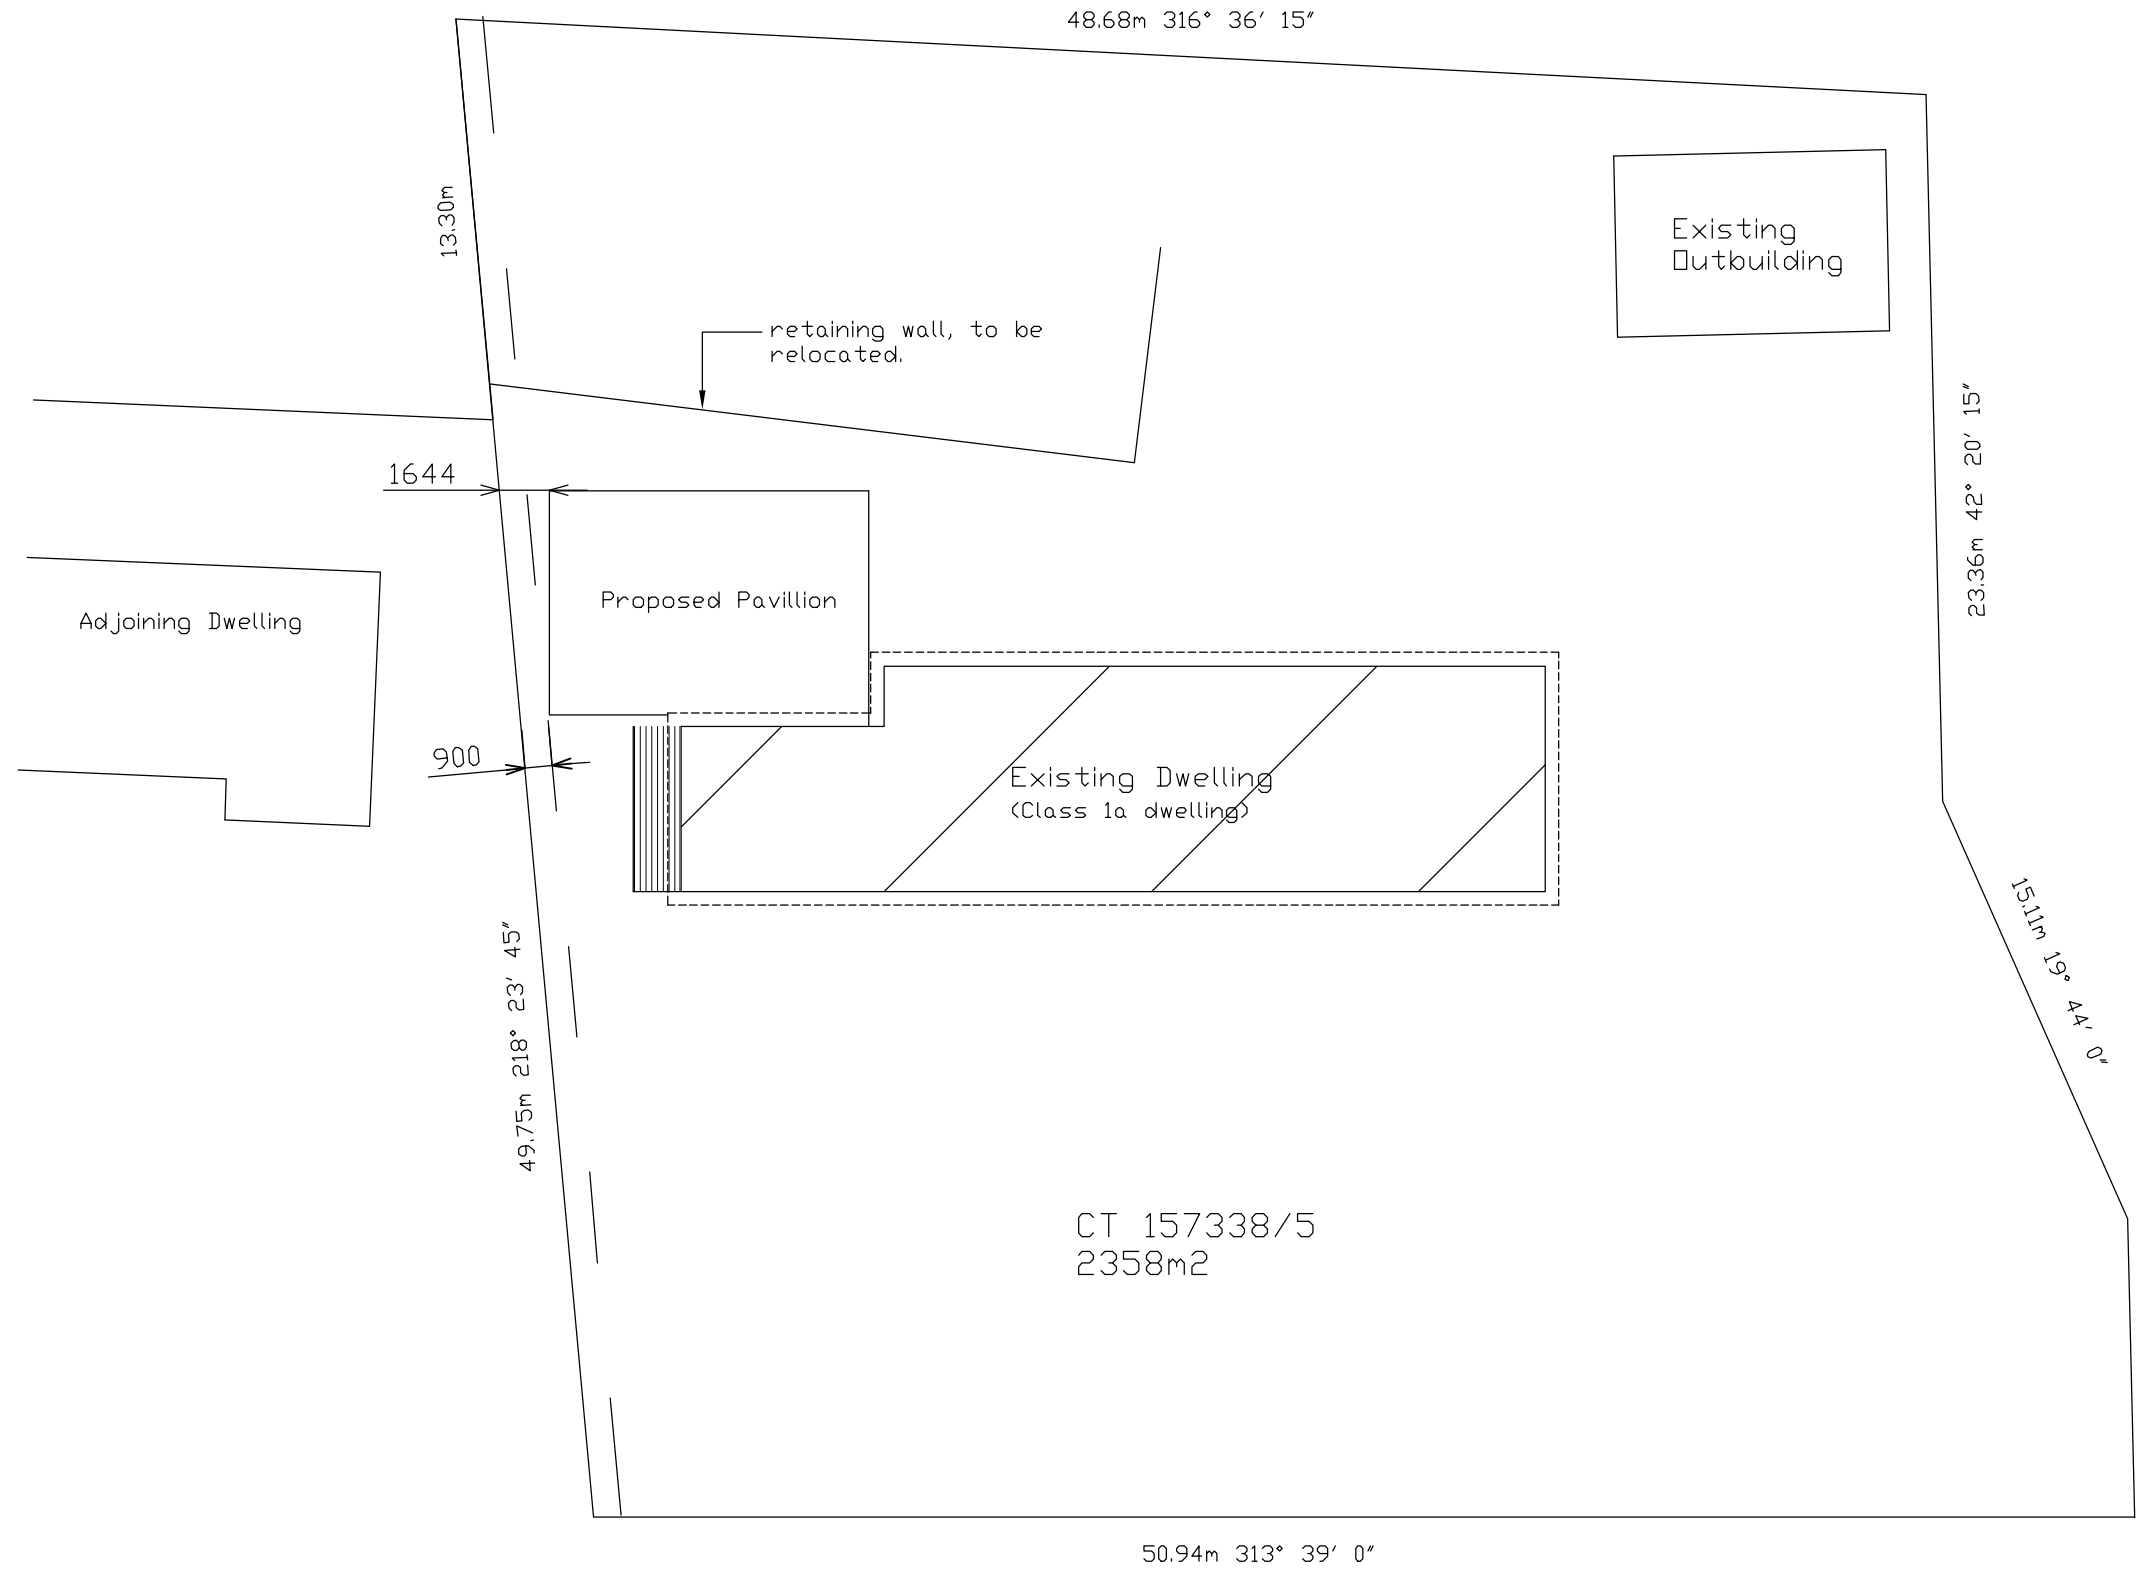 48.68m 316° 36' 15"
13.30m
Existing
Outbuilding
retaining wall, to be
relocated.
1644
23.36m 42° 20' 15"
Proposed Pavillion
Adjoining Dwelling
900
Existing Dwelling
(Class 1a dwelling)
15.11m 19° 44' 0"
49.75m 218° 23' 45"
CT 157338/5
2358m2
50.94m 313° 39' 0"